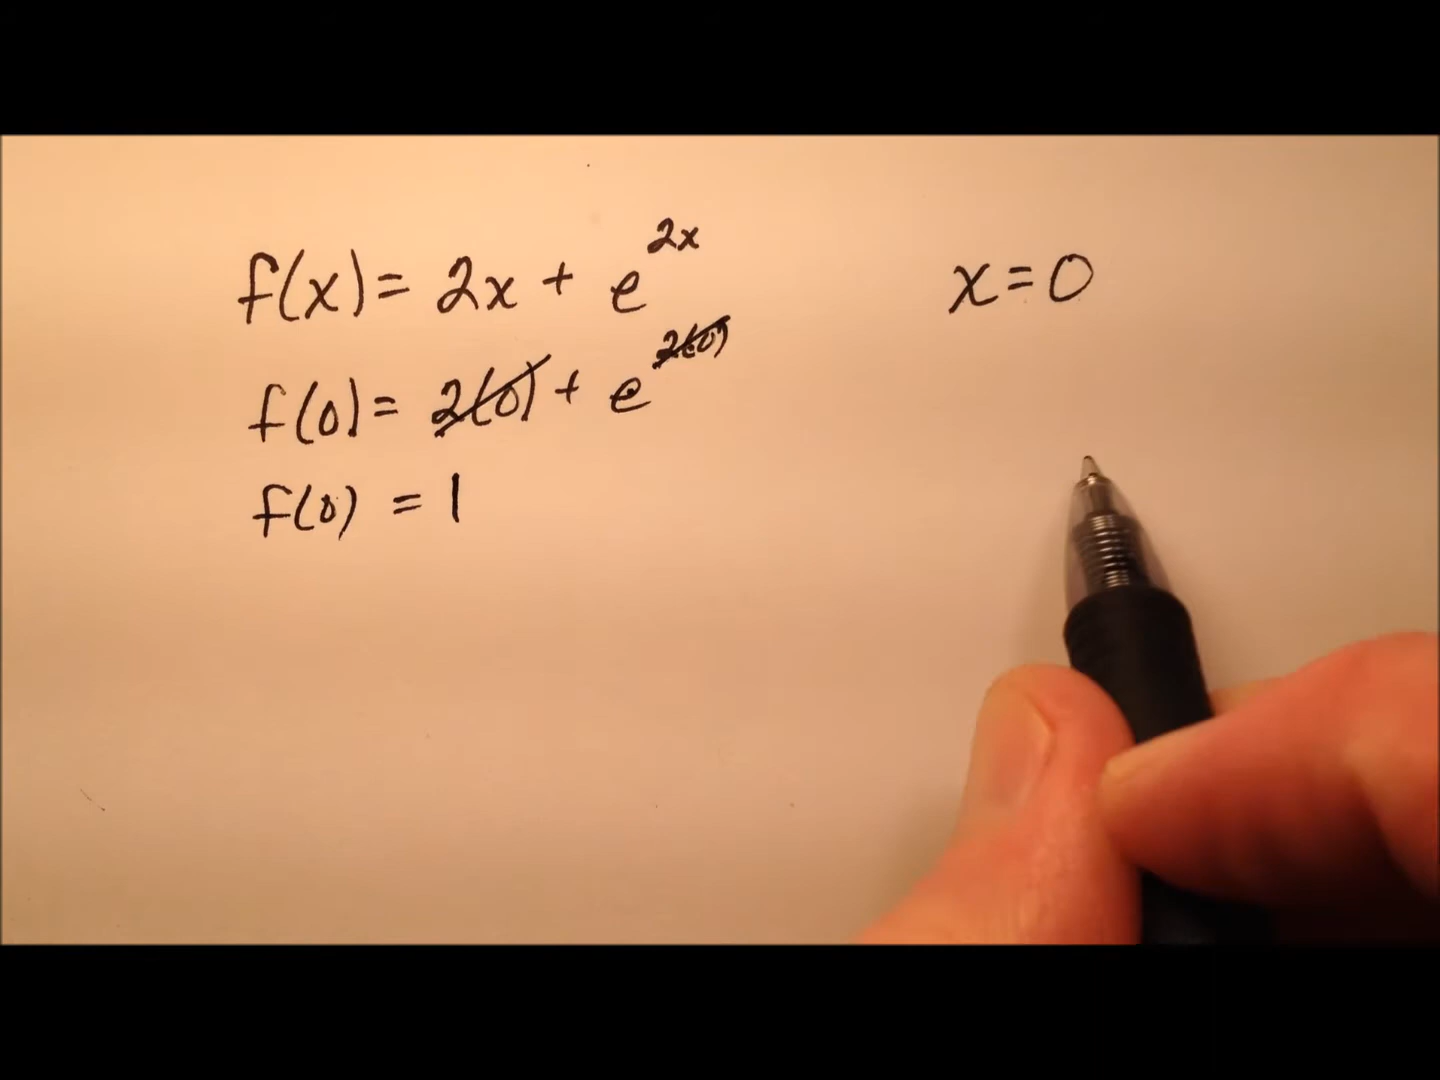 f(x) = 2x + e^{2x}
x = 0
f(0) = 2(0) + e^{2(0)}
f(0) = 1